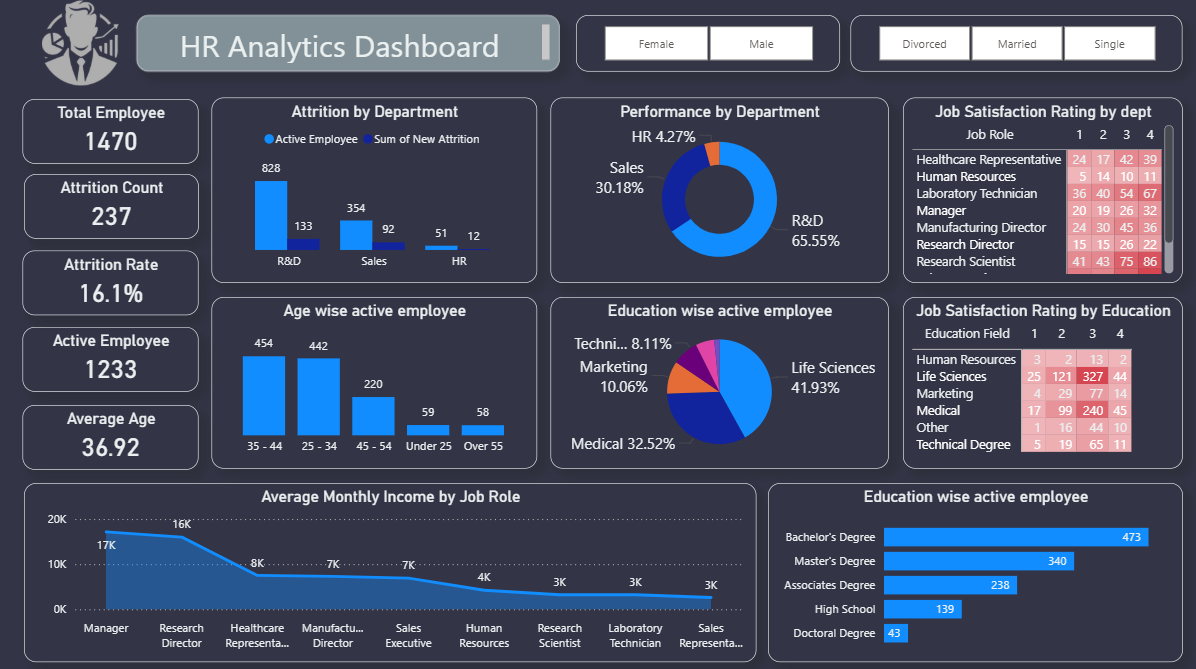 HR Analytics Dashboard
Female
Male
Divorced
Married
Single
Total Employee
1470
Attrition Count
237
Attrition Rate
16.1%
Active Employee
1233
Average Age
36.92
Attrition by Department
Active Employee Sum of New Attrition
828
133
354
92
51
12
R&D Sales HR
Performance by Department
HR 4.27%
Sales
30.18%
R&D
65.55%
Job Satisfaction Rating by dept
Job Role 1 2 3 4
Healthcare Representative 24 17 42 39
Human Resources 5 14 10 11
Laboratory Technician 36 40 54 67
Manager 20 19 26 32
Manufacturing Director 24 30 45 36
Research Director 15 15 26 22
Research Scientist 41 43 75 86
Age wise active employee
454
442
220
59
58
35 - 44 25 - 34 45 - 54 Under 25 Over 55
Education wise active employee
Techni... 8.11%
Marketing
10.06%
Life Sciences
41.93%
Medical 32.52%
Job Satisfaction Rating by Education
Education Field 1 2 3 4
Human Resources 3 2 13 2
Life Sciences 25 121 327 44
Marketing 4 29 77 14
Medical 17 99 240 45
Other 1 16 44 10
Technical Degree 5 19 65 11
Average Monthly Income by Job Role
20K
10K
0K
17K
16K
8K
7K
7K
4K
3K
3K
3K
Manager
Research
Director
Healthcare
Representa...
Manufactu...
Director
Sales
Executive
Human
Resources
Research
Scientist
Laboratory
Technician
Sales
Representa...
Education wise active employee
Bachelor's Degree 473
Master's Degree 340
Associates Degree 238
High School 139
Doctoral Degree 43